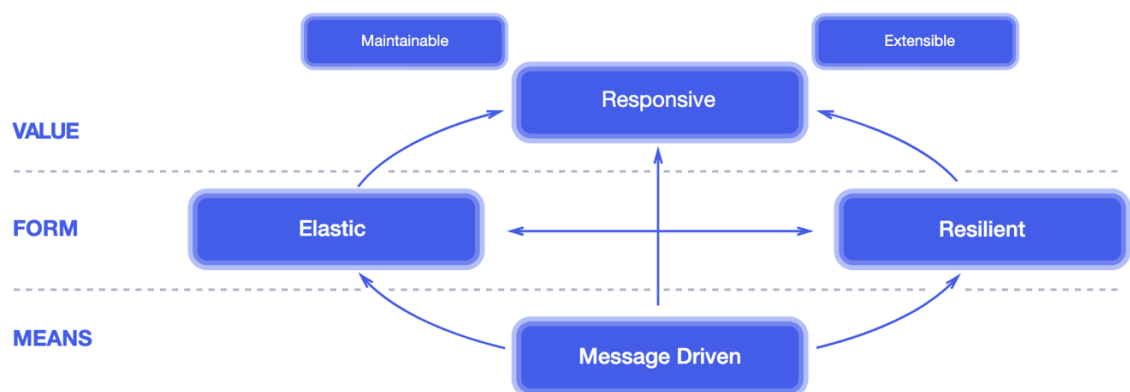 Maintainable
Extensible
Responsive
VALUE
FORM
Elastic
Resilient
MEANS
Message Driven